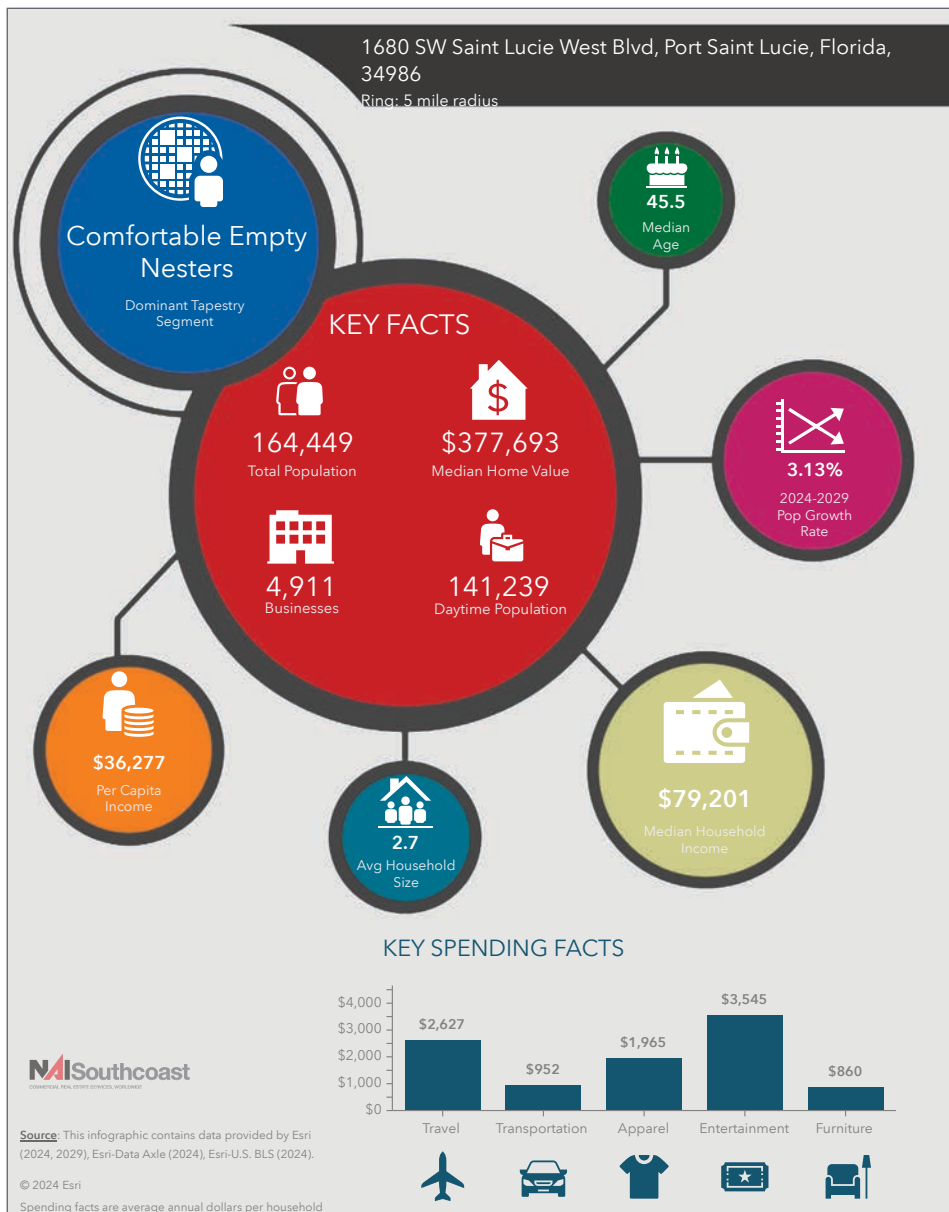 1680 SW Saint Lucie West Blvd, Port Saint Lucie, Florida,
34986
Ring: 5 mile radius
Comfortable Empty
Nesters
Dominant Tapestry
Segment
45.5
Median
Age
KEY FACTS
164,449
Total Population
$377,693
Median Home Value
4,911
Businesses
141,239
Daytime Population
3.13%
2024-2029
Pop Growth
Rate
$36,277
Per Capita
Income
2.7
Avg Household
Size
$79,201
Median Household
Income
KEY SPENDING FACTS
$4,000
$3,000
$2,000
$1,000
$0
$2,627
$952
$1,965
$3,545
$860
Travel
Transportation
Apparel
Entertainment
Furniture
NAISouthcoast
COMMERCIAL REAL ESTATE SERVICES, WORLDWIDE
Source: This infographic contains data provided by Esri
(2024, 2029), Esri-Data Axle (2024), Esri-U.S. BLS (2024).
© 2024 Esri
Spending facts are average annual dollars per household